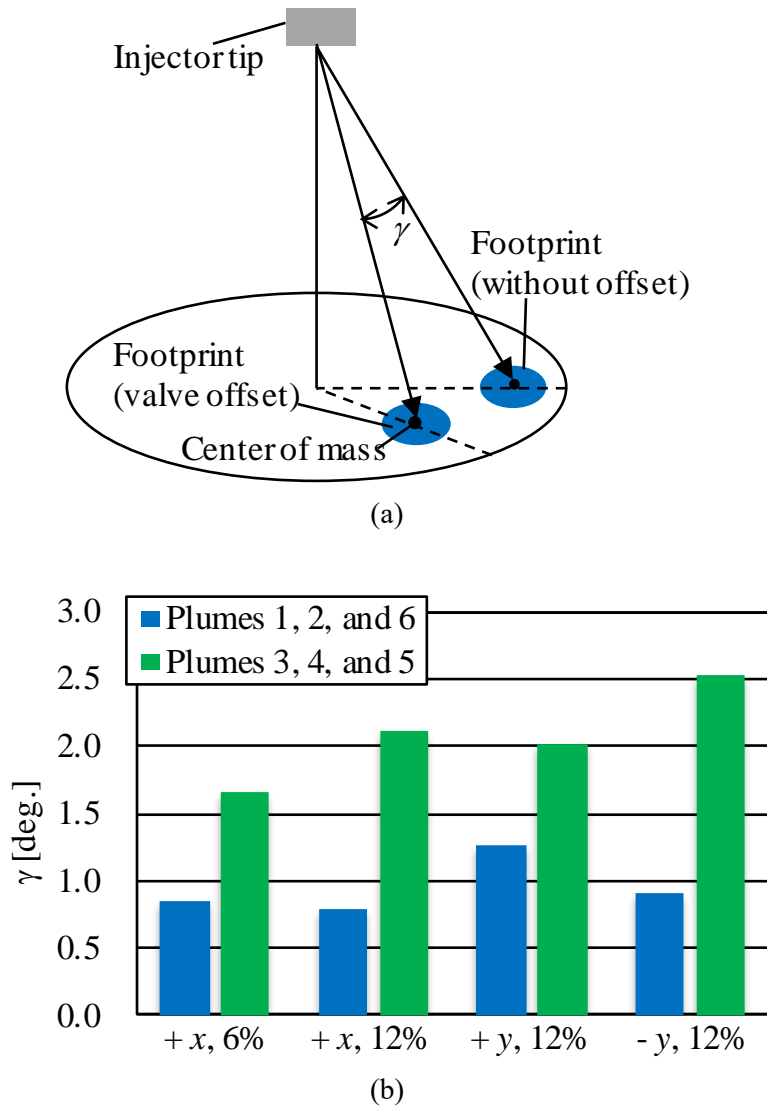 Injector tip
γ
Footprint
(without offset)
Footprint
(valve offset)
Center of mass
(a)
3.0
Plumes 1, 2, and 6
Plumes 3, 4, and 5
2.5
2.0
1.5
1.0
0.5
0.0
γ [deg.]
+ x, 6%
+ x, 12%
+ y, 12%
- y, 12%
(b)